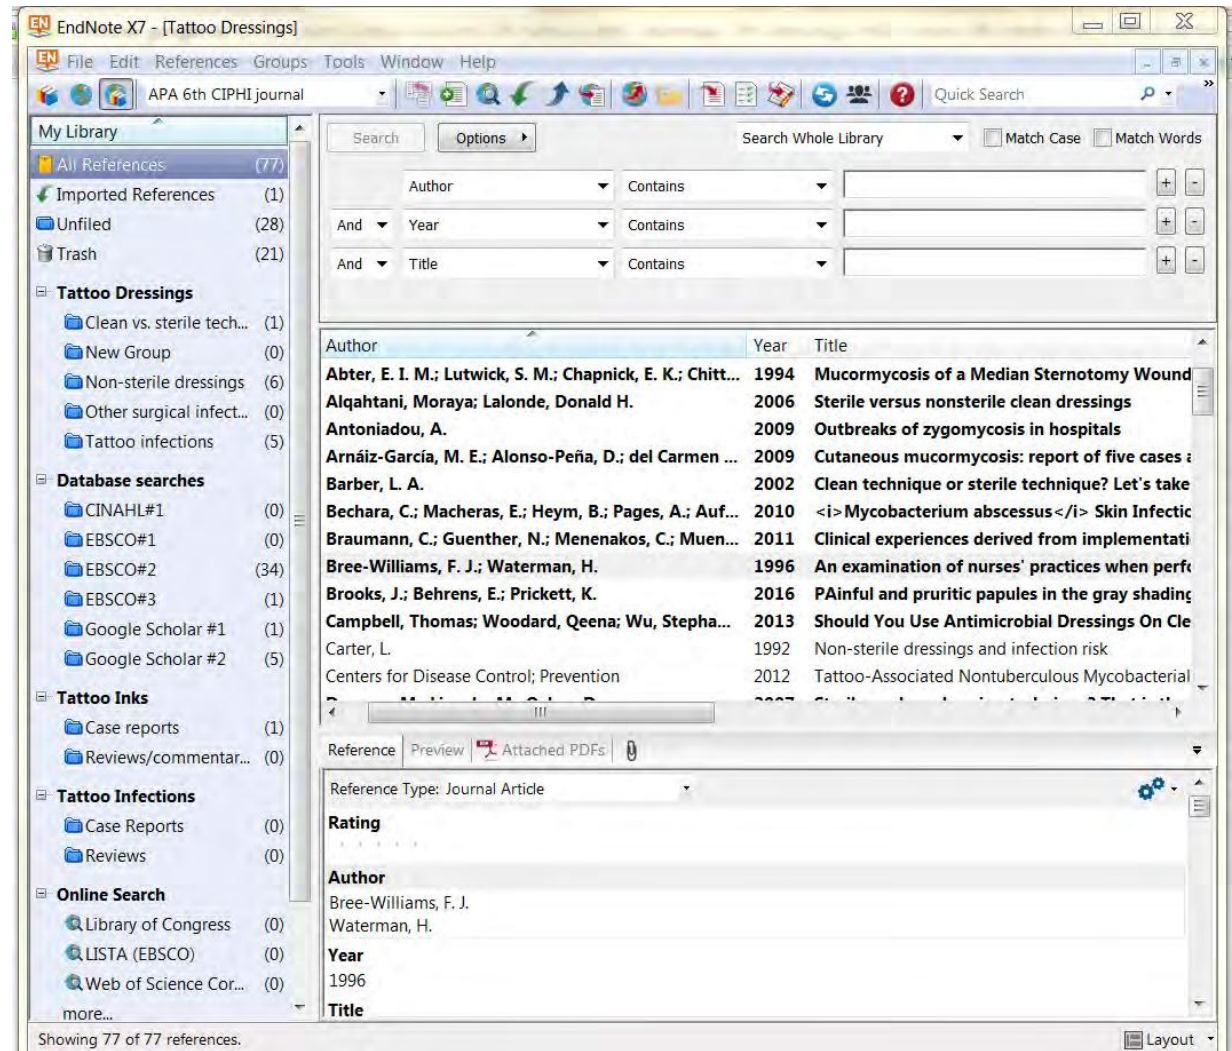 EndNote X7 - [Tattoo Dressings]
File Edit References Groups Tools Window Help
APA 6th CIPHI journal
Quick Search
My Library
All References (77)
Imported References (1)
Unfiled (28)
Trash (21)
Tattoo Dressings
Clean vs. sterile tech... (1)
New Group (0)
Non-sterile dressings (6)
Other surgical infect... (0)
Tattoo infections (5)
Database searches
CINAHL#1 (0)
EBSCO#1 (0)
EBSCO#2 (34)
EBSCO#3 (1)
Google Scholar #1 (1)
Google Scholar #2 (5)
Tattoo Inks
Case reports (1)
Reviews/commentar... (0)
Tattoo Infections
Case Reports (0)
Reviews (0)
Online Search
Library of Congress (0)
LISTA (EBSCO) (0)
Web of Science Cor... (0)
more...
Search Options Search Whole Library Match Case Match Words
Author Contains + -
And Year Contains + -
And Title Contains + -
Author Year Title
Abter, E. I. M.; Lutwick, S. M.; Chapnick, E. K.; Chitt... 1994 Mucormycosis of a Median Sternotomy Wound
Alqahtani, Moraya; Lalonde, Donald H. 2006 Sterile versus nonsterile clean dressings
Antoniadou, A. 2009 Outbreaks of zygomycosis in hospitals
Arnáiz-García, M. E.; Alonso-Peña, D.; del Carmen ... 2009 Cutaneous mucormycosis: report of five cases
Barber, L. A. 2002 Clean technique or sterile technique? Let's take
Bechara, C.; Macheras, E.; Heym, B.; Pages, A.; Auf... 2010 <i>Mycobacterium abscessus</i> Skin Infectic
Braumann, C.; Guenther, N.; Menenakos, C.; Muen... 2011 Clinical experiences derived from implementati
Bree-Williams, F. J.; Waterman, H. 1996 An examination of nurses' practices when perfo
Brooks, J.; Behrens, E.; Prickett, K. 2016 PAinful and pruritic papules in the gray shading
Campbell, Thomas; Woodard, Qeena; Wu, Stepha... 2013 Should You Use Antimicrobial Dressings On Cle
Carter, L. 1992 Non-sterile dressings and infection risk
Centers for Disease Control; Prevention 2012 Tattoo-Associated Nontuberculous Mycobacterial
Reference Preview Attached PDFs
Reference Type: Journal Article
Rating
Author
Bree-Williams, F. J.
Waterman, H.
Year
1996
Title
Showing 77 of 77 references. Layout